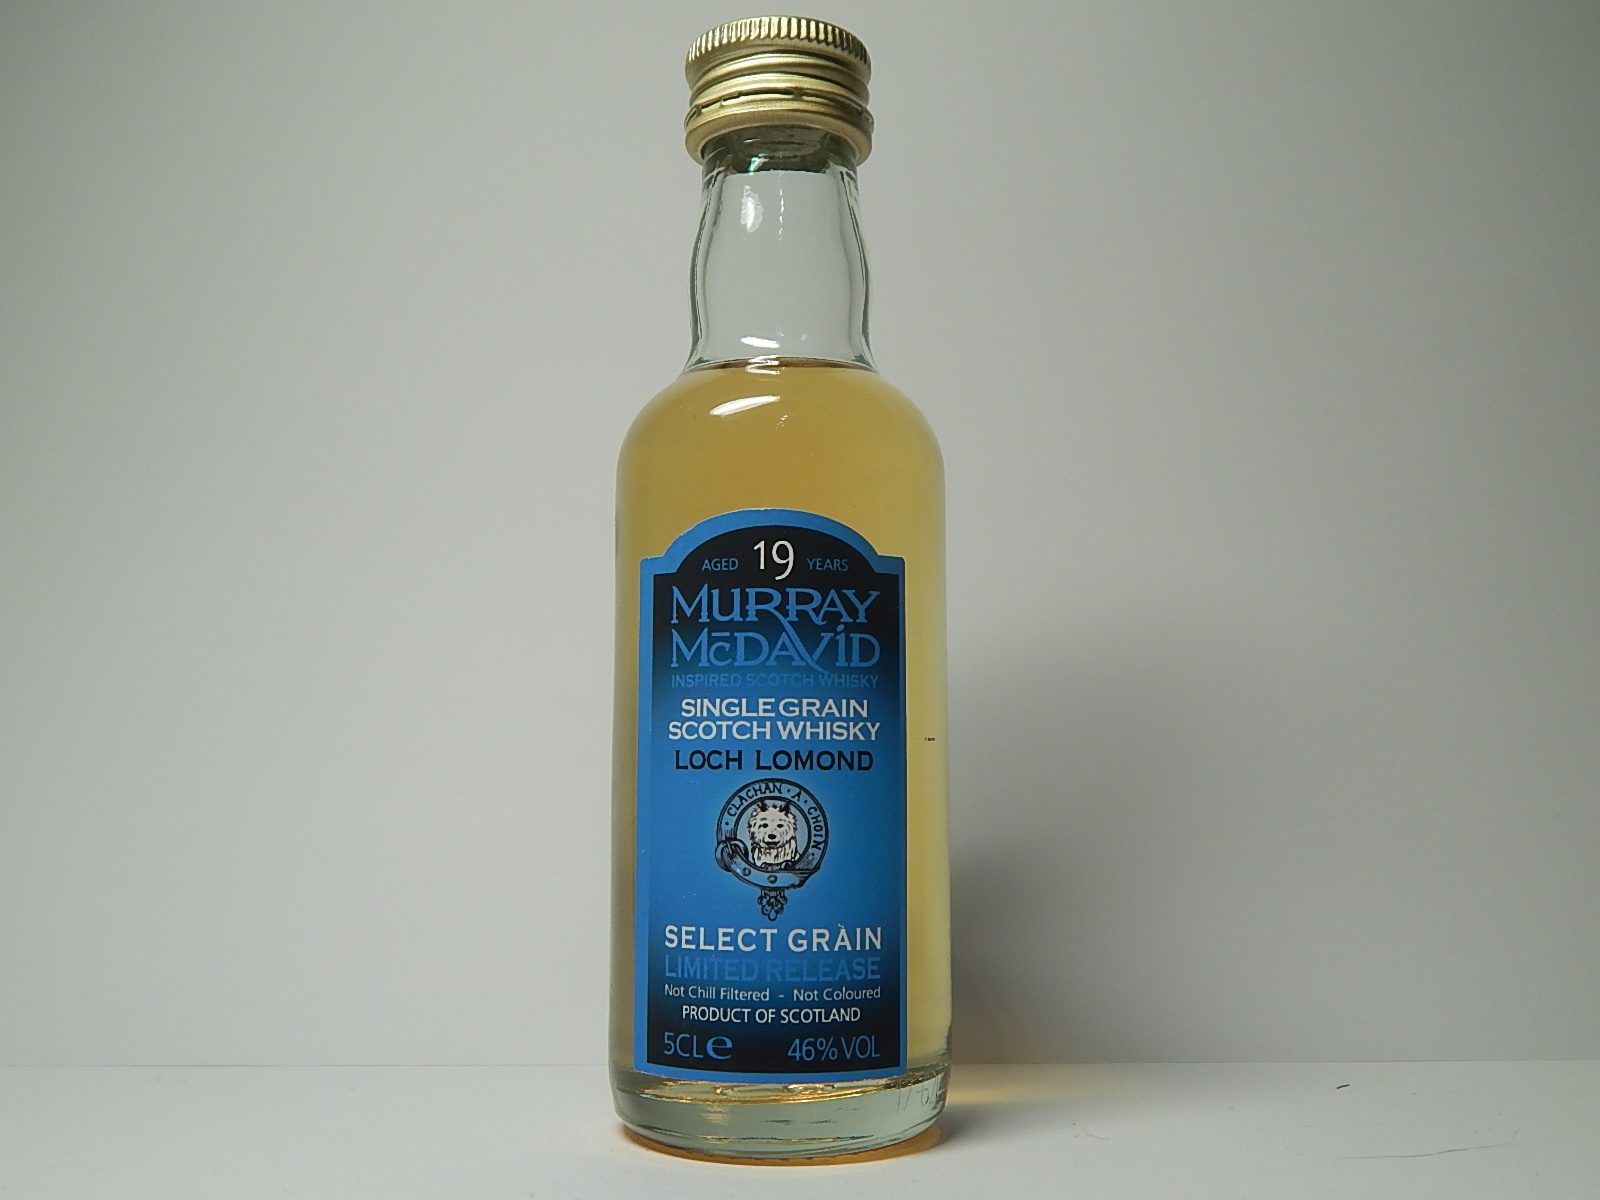 AGED 19 YEARS
MURRAY
McDAVID
INSPIRED SCOTCH WHISKY
SINGLE GRAIN
SCOTCH WHISKY
LOCH LOMOND
· CLACHAN · A · CHOIN ·
SELECT GRÀIN
LIMITED RELEASE
Not Chill Filtered - Not Coloured
PRODUCT OF SCOTLAND
5CL e 46% VOL